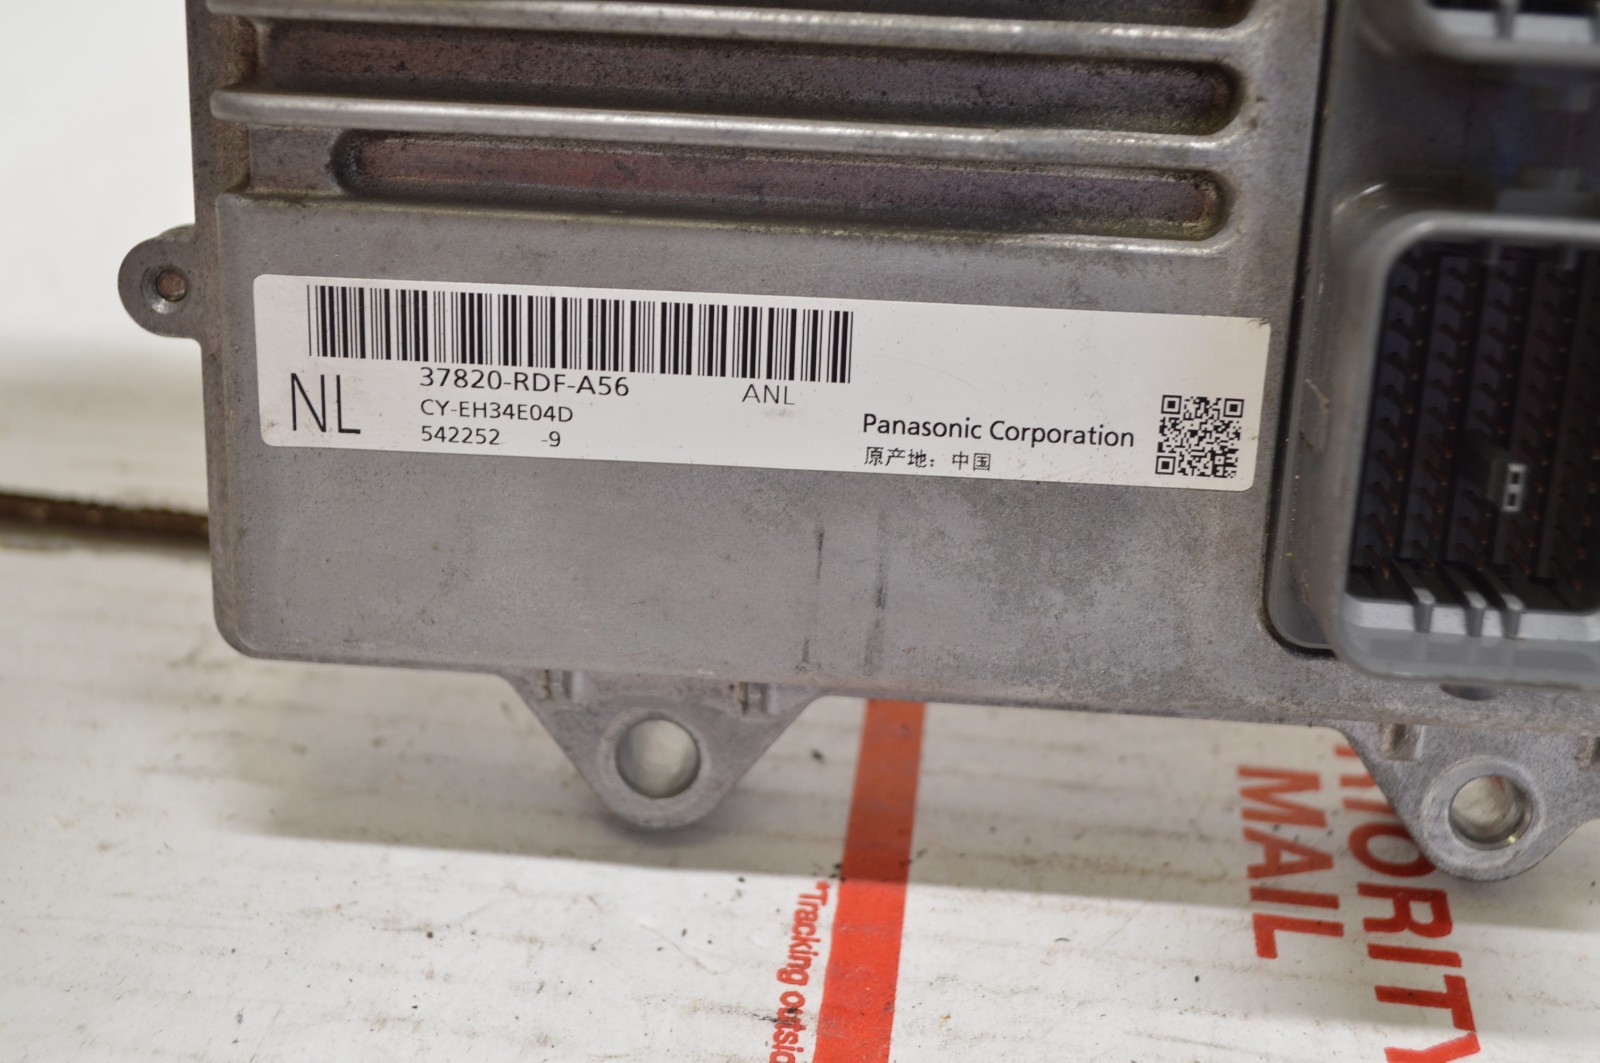 NL
37820-RDF-A56 ANL
CY-EH34E04D
542252 -9
Panasonic Corporation
原产地：中国
MAIL
*Tracking